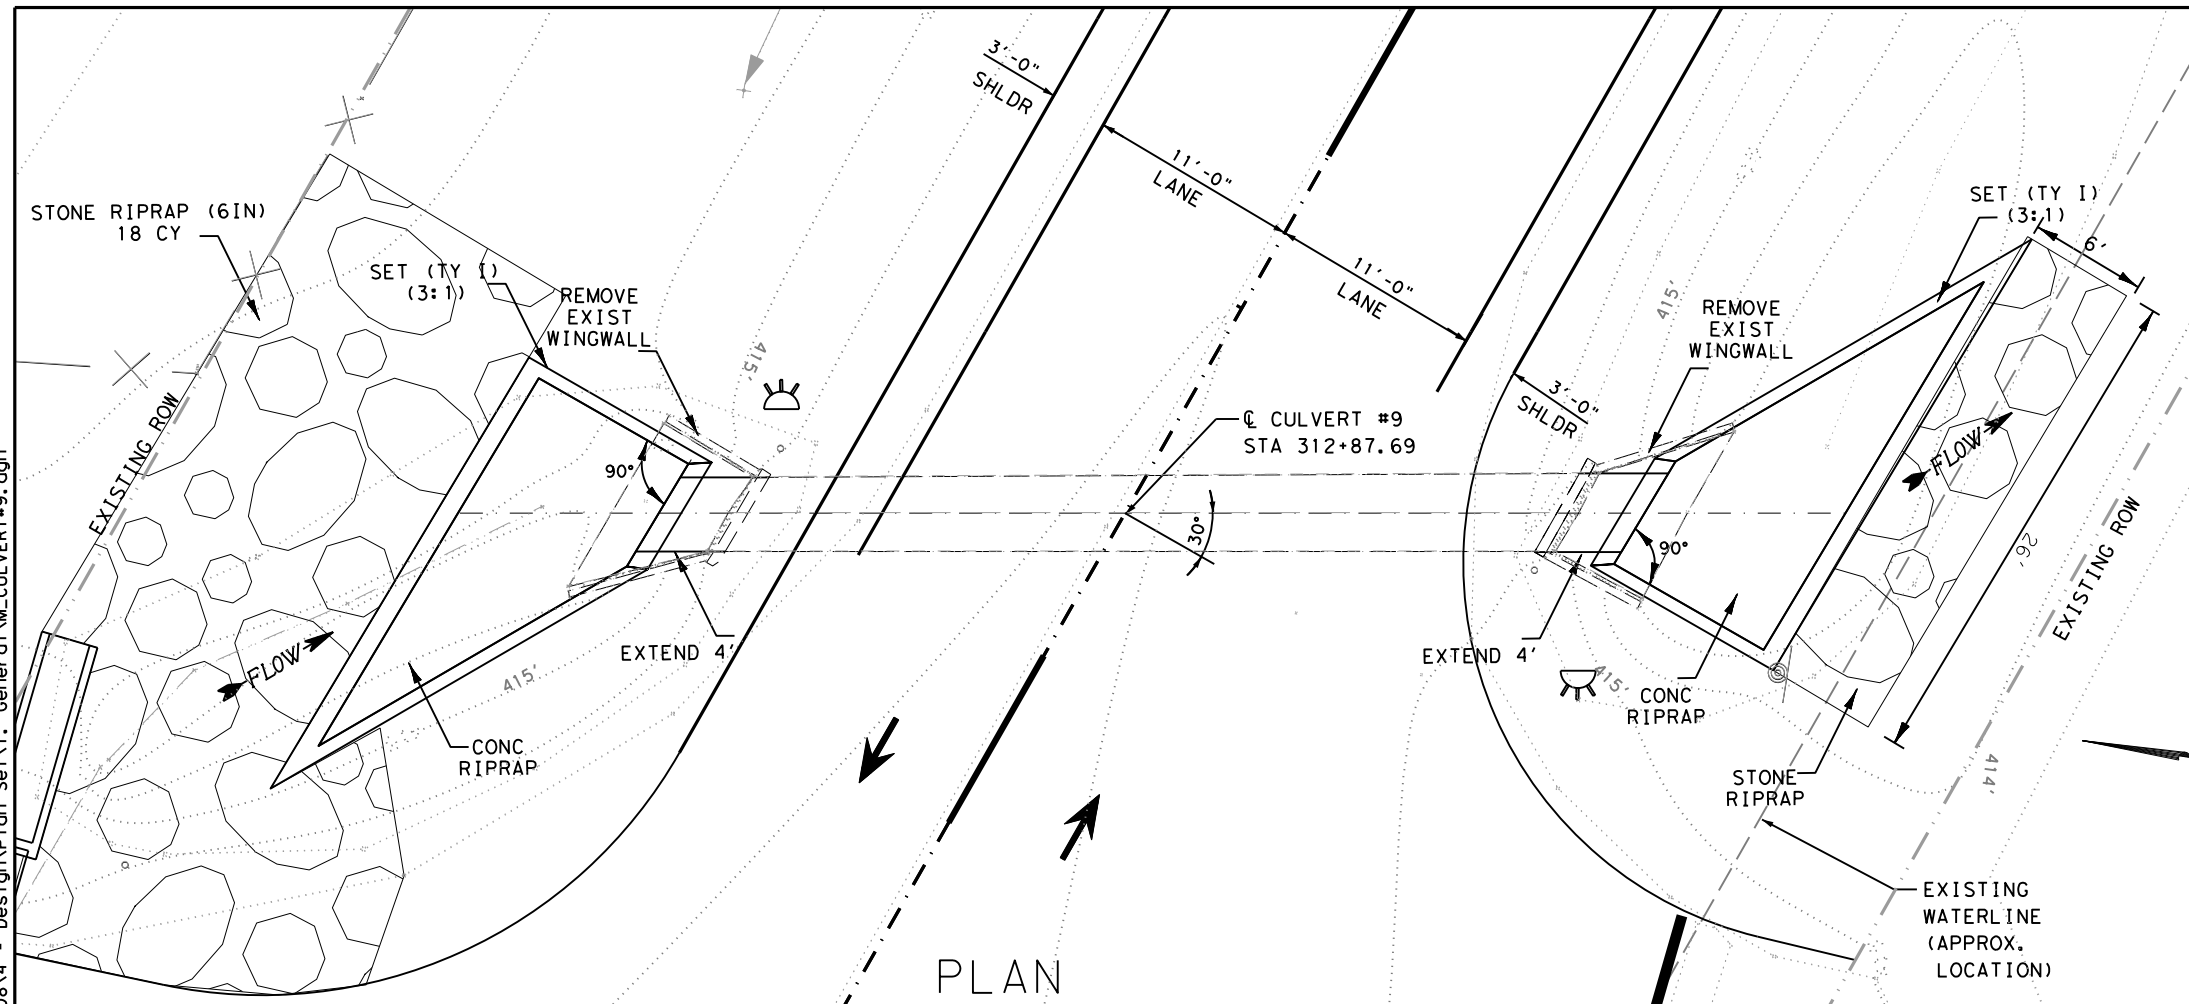 3'-0"
SHLDR
11'-0"
LANE
11'-0"
LANE
3'-0"
SHLDR
STONE RIPRAP (6IN)
18 CY
SET (TY I)
(3:1)
REMOVE
EXIST
WINGWALL
415'
EXISTING ROW
90°
℄ CULVERT #9
STA 312+87.69
30°
EXTEND 4'
FLOW
415'
CONC
RIPRAP
SET (TY I)
(3:1)
6'
415'
REMOVE
EXIST
WINGWALL
90°
FLOW
26'
EXISTING ROW
EXTEND 4'
415'
CONC
RIPRAP
STONE
RIPRAP
414'
EXISTING
WATERLINE
(APPROX.
LOCATION)
PLAN